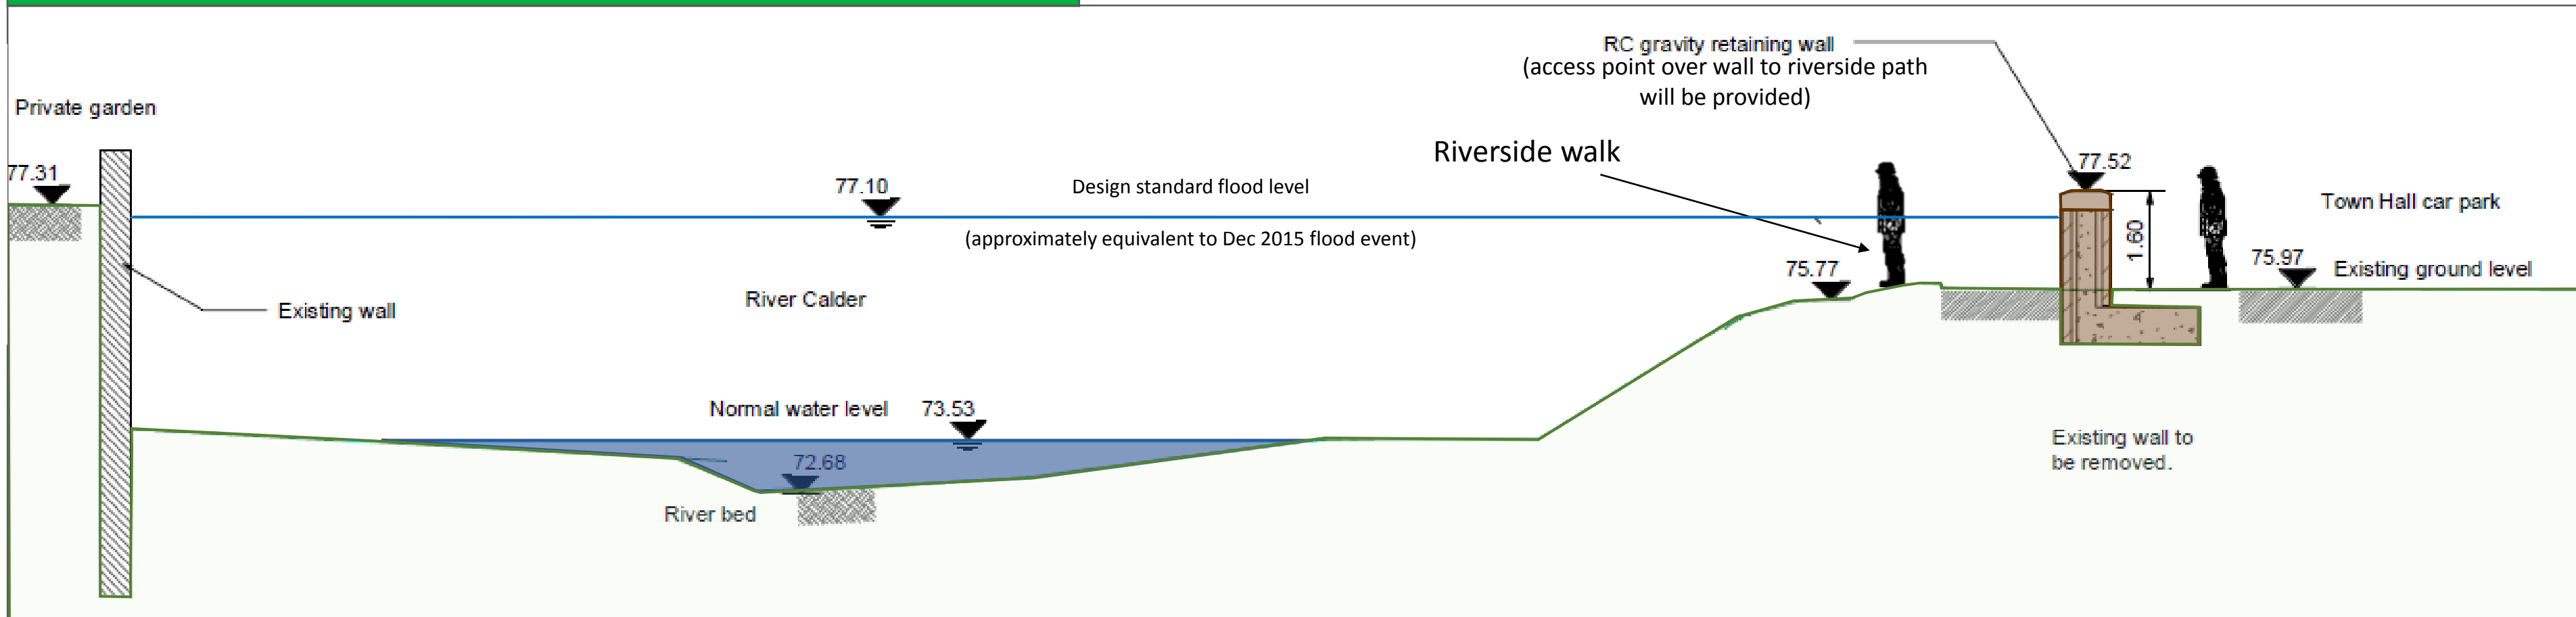 RC gravity retaining wall
(access point over wall to riverside path
will be provided)
Private garden
Riverside walk
77.31
77.10
Design standard flood level
77.52
Town Hall car park
(approximately equivalent to Dec 2015 flood event)
1.60
75.77
75.97
Existing ground level
River Calder
Existing wall
Normal water level 73.53
72.68
River bed
Existing wall to
be removed.